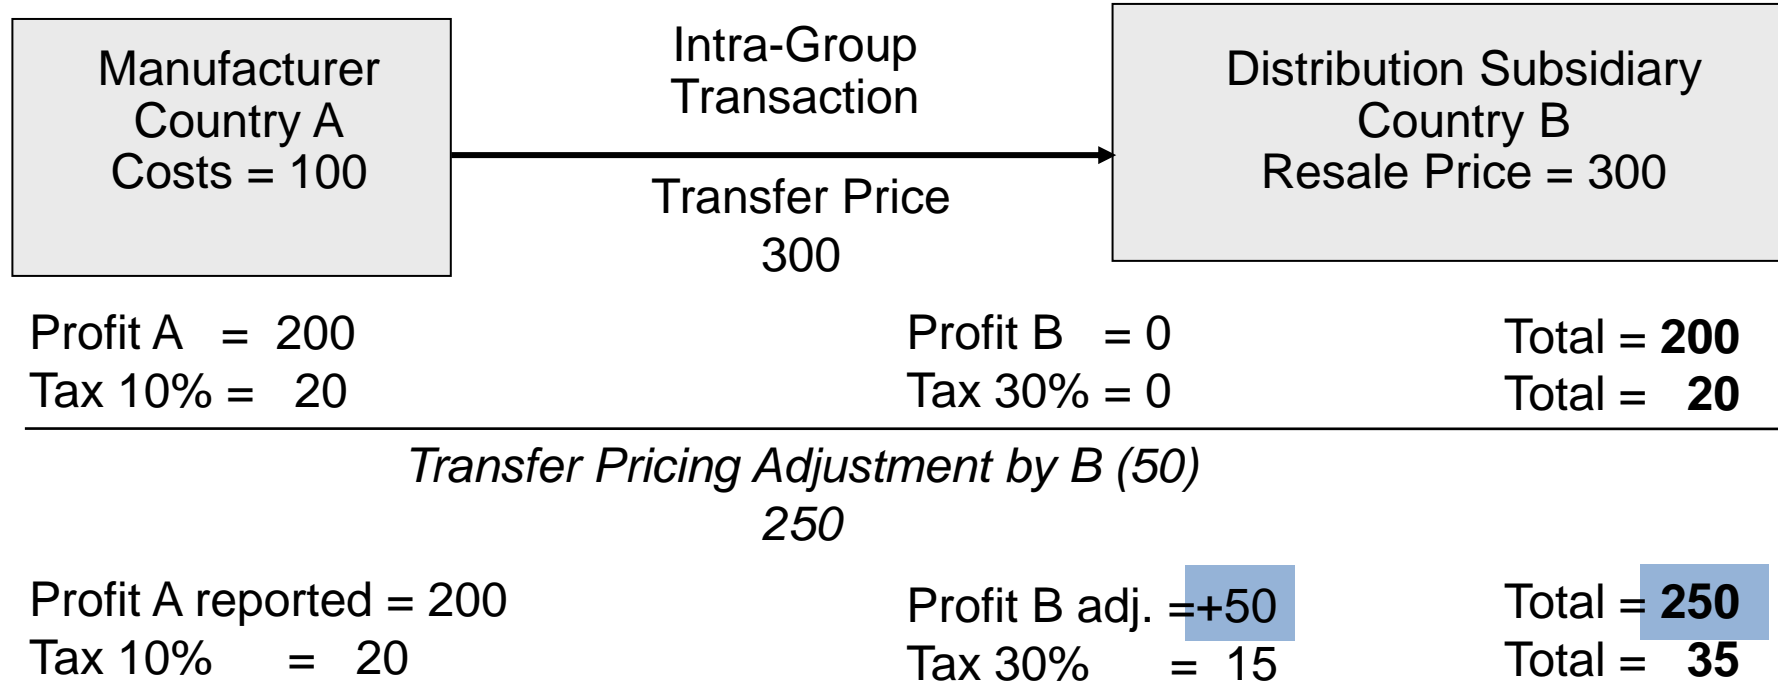 Manufacturer
Country A
Costs = 100
Intra-Group
Transaction
Transfer Price
300
Distribution Subsidiary
Country B
Resale Price = 300
Profit A = 200
Tax 10% = 20
Profit B = 0
Tax 30% = 0
Total = 200
Total = 20
Transfer Pricing Adjustment by B (50)
250
Profit A reported = 200
Tax 10% = 20
Profit B adj. =+50
Tax 30% = 15
Total = 250
Total = 35